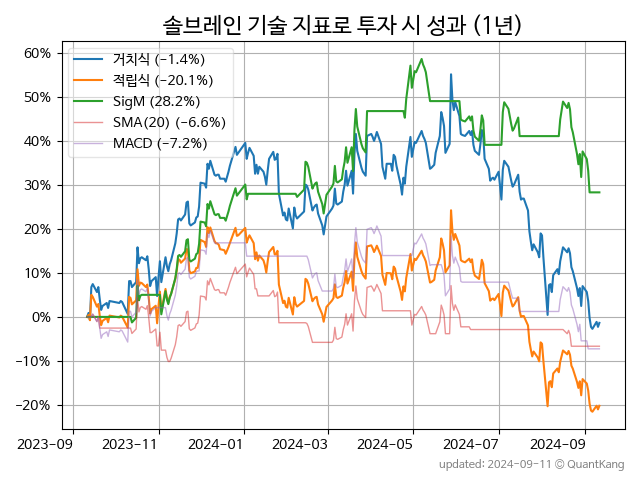 솔브레인 기술 지표로 투자 시 성과 (1년)
거치식 (−1.4%)
적립식 (−20.1%)
SigM (28.2%)
SMA(20) (−6.6%)
MACD (−7.2%)
60%
50%
40%
30%
20%
10%
0%
−10%
−20%
2023-09 2023-11 2024-01 2024-03 2024-05 2024-07 2024-09
updated: 2024-09-11 © QuantKang